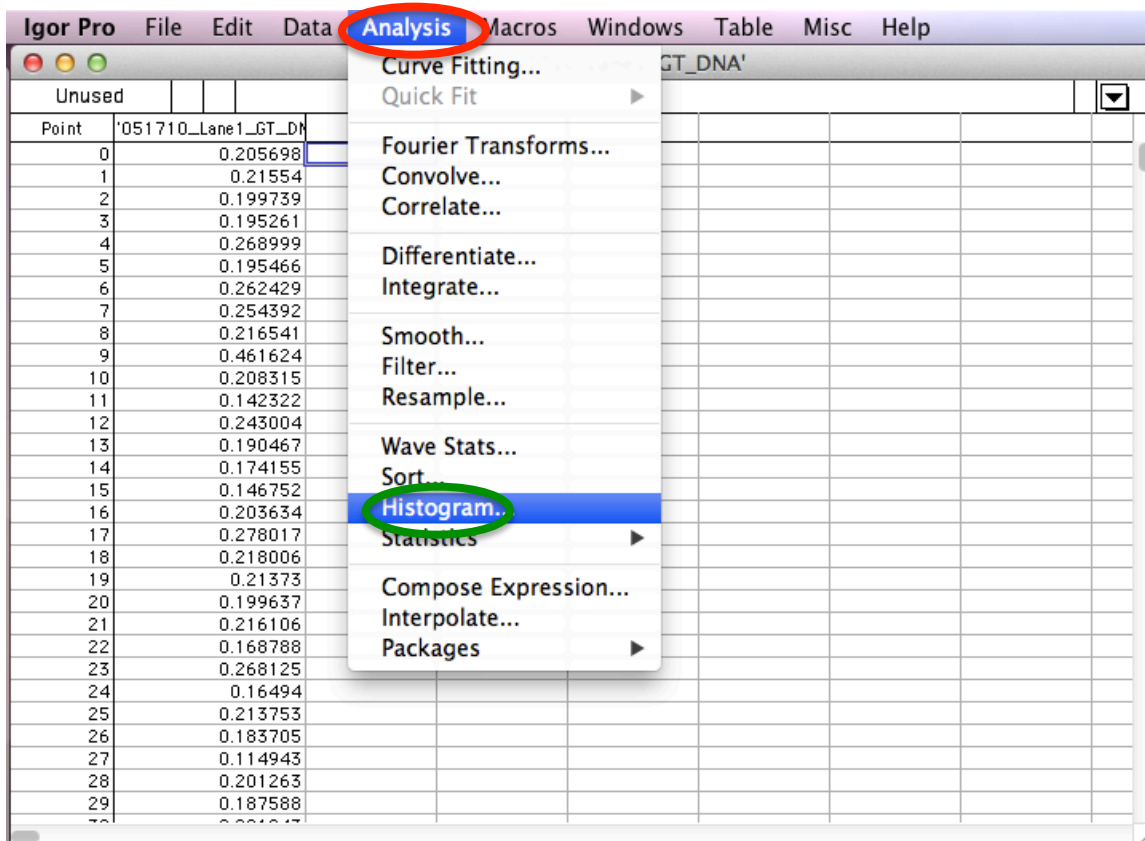 Igor Pro File Edit Data Analysis Macros Windows Table Misc Help
GT_DNA'
Unused
Point '051710_Lane1_GT_DN
0 0.205698
1 0.21554
2 0.199739
3 0.195261
4 0.268999
5 0.195466
6 0.262429
7 0.254392
8 0.216541
9 0.461624
10 0.208315
11 0.142322
12 0.243004
13 0.190467
14 0.174155
15 0.146752
16 0.203634
17 0.278017
18 0.218006
19 0.21373
20 0.199637
21 0.216106
22 0.168788
23 0.268125
24 0.16494
25 0.213753
26 0.183705
27 0.114943
28 0.201263
29 0.187588
Curve Fitting...
Quick Fit
Fourier Transforms...
Convolve...
Correlate...
Differentiate...
Integrate...
Smooth...
Filter...
Resample...
Wave Stats...
Sort...
Histogram...
Statistics
Compose Expression...
Interpolate...
Packages